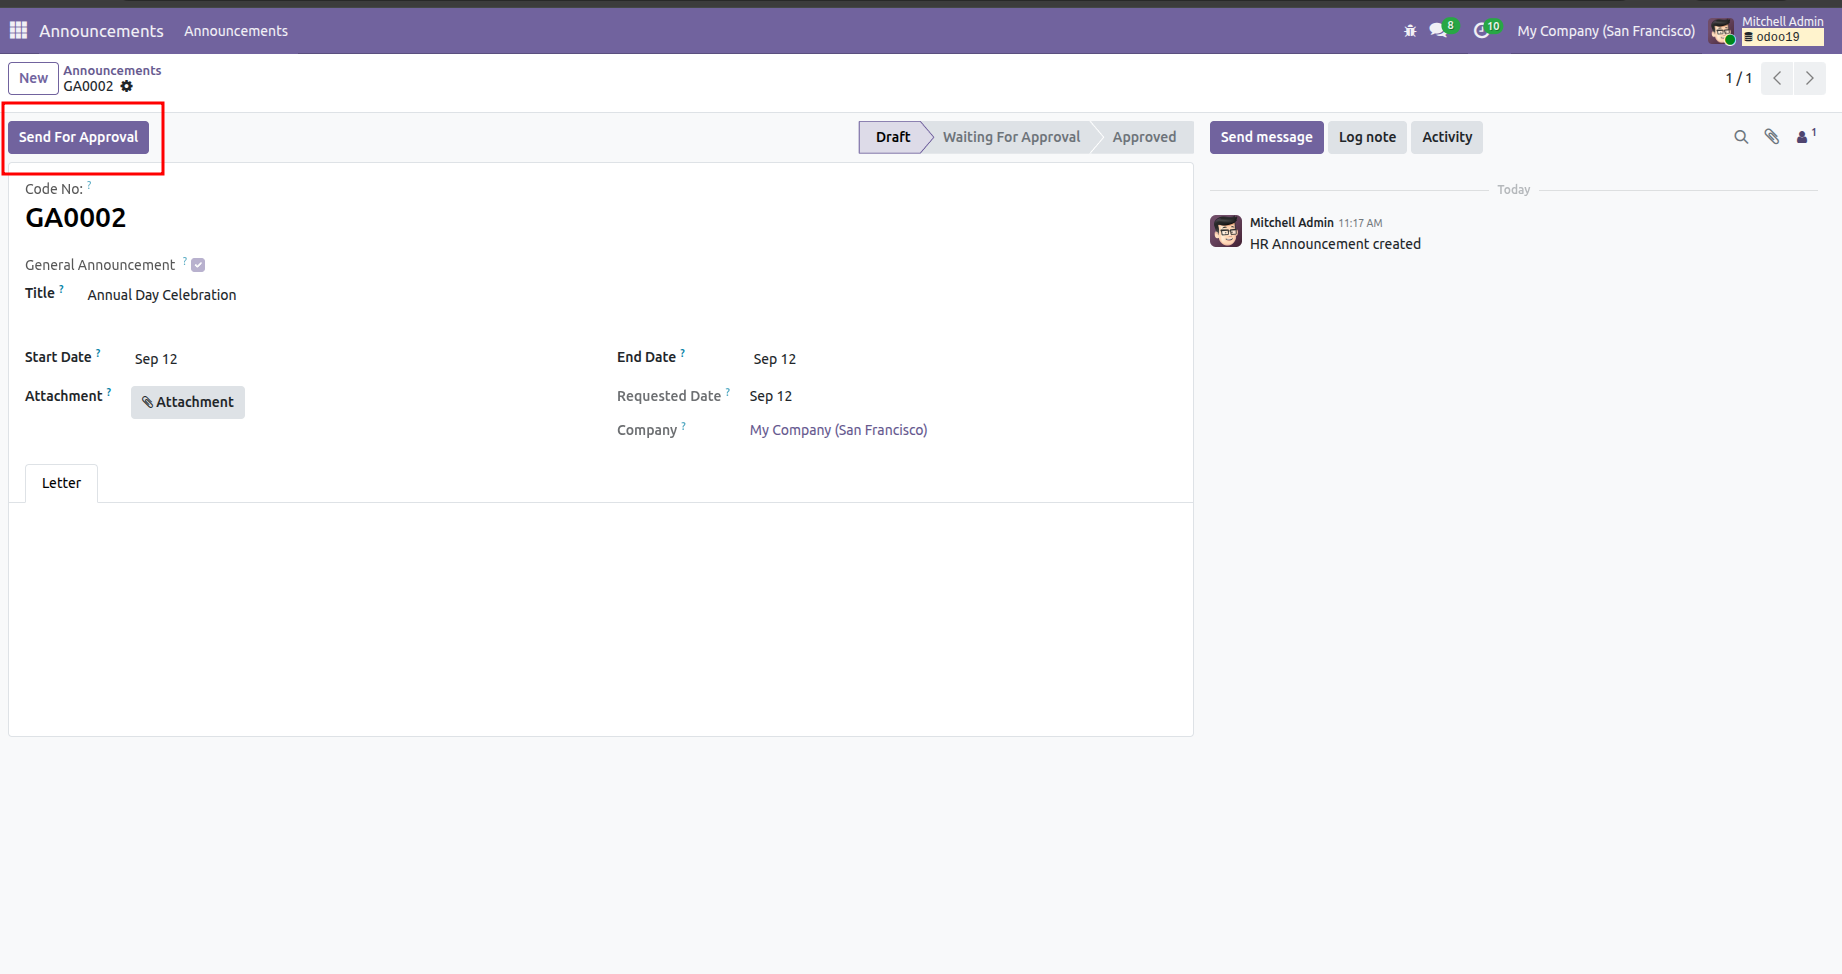 Announcements
Announcements
8
10
My Company (San Francisco)
Mitchell Admin
odoo19
New
Announcements
GA0002
1 / 1
Send For Approval
Draft
Waiting For Approval
Approved
Send message
Log note
Activity
1
Code No: ?
GA0002
General Announcement ?
Title ?
Annual Day Celebration
Start Date ?
Sep 12
End Date ?
Sep 12
Attachment ?
Attachment
Requested Date ?
Sep 12
Company ?
My Company (San Francisco)
Letter
Today
Mitchell Admin 11:17 AM
HR Announcement created